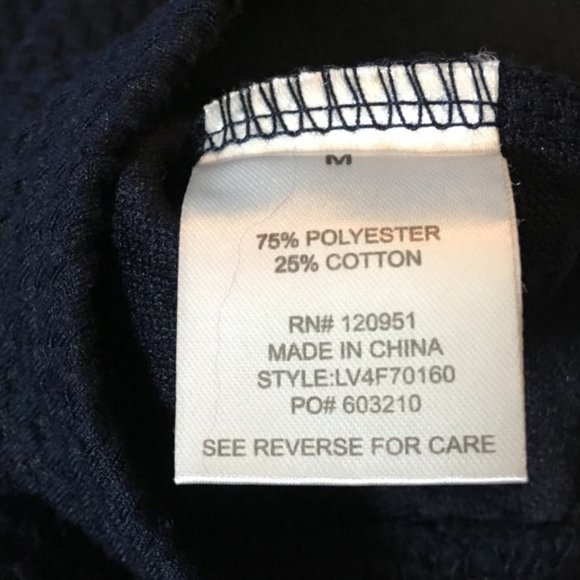 M
75% POLYESTER
25% COTTON
RN# 120951
MADE IN CHINA
STYLE:LV4F70160
PO# 603210
SEE REVERSE FOR CARE